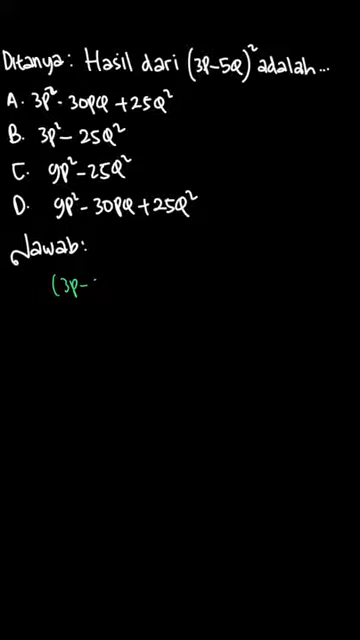 Ditanya: Hasil dari (3p-5Q)² adalah...
A. 3p² - 30pQ + 25Q²
B. 3p² - 25Q²
C. 9p² - 25Q²
D. 9p² - 30pQ + 25Q²
Jawab:
(3p-